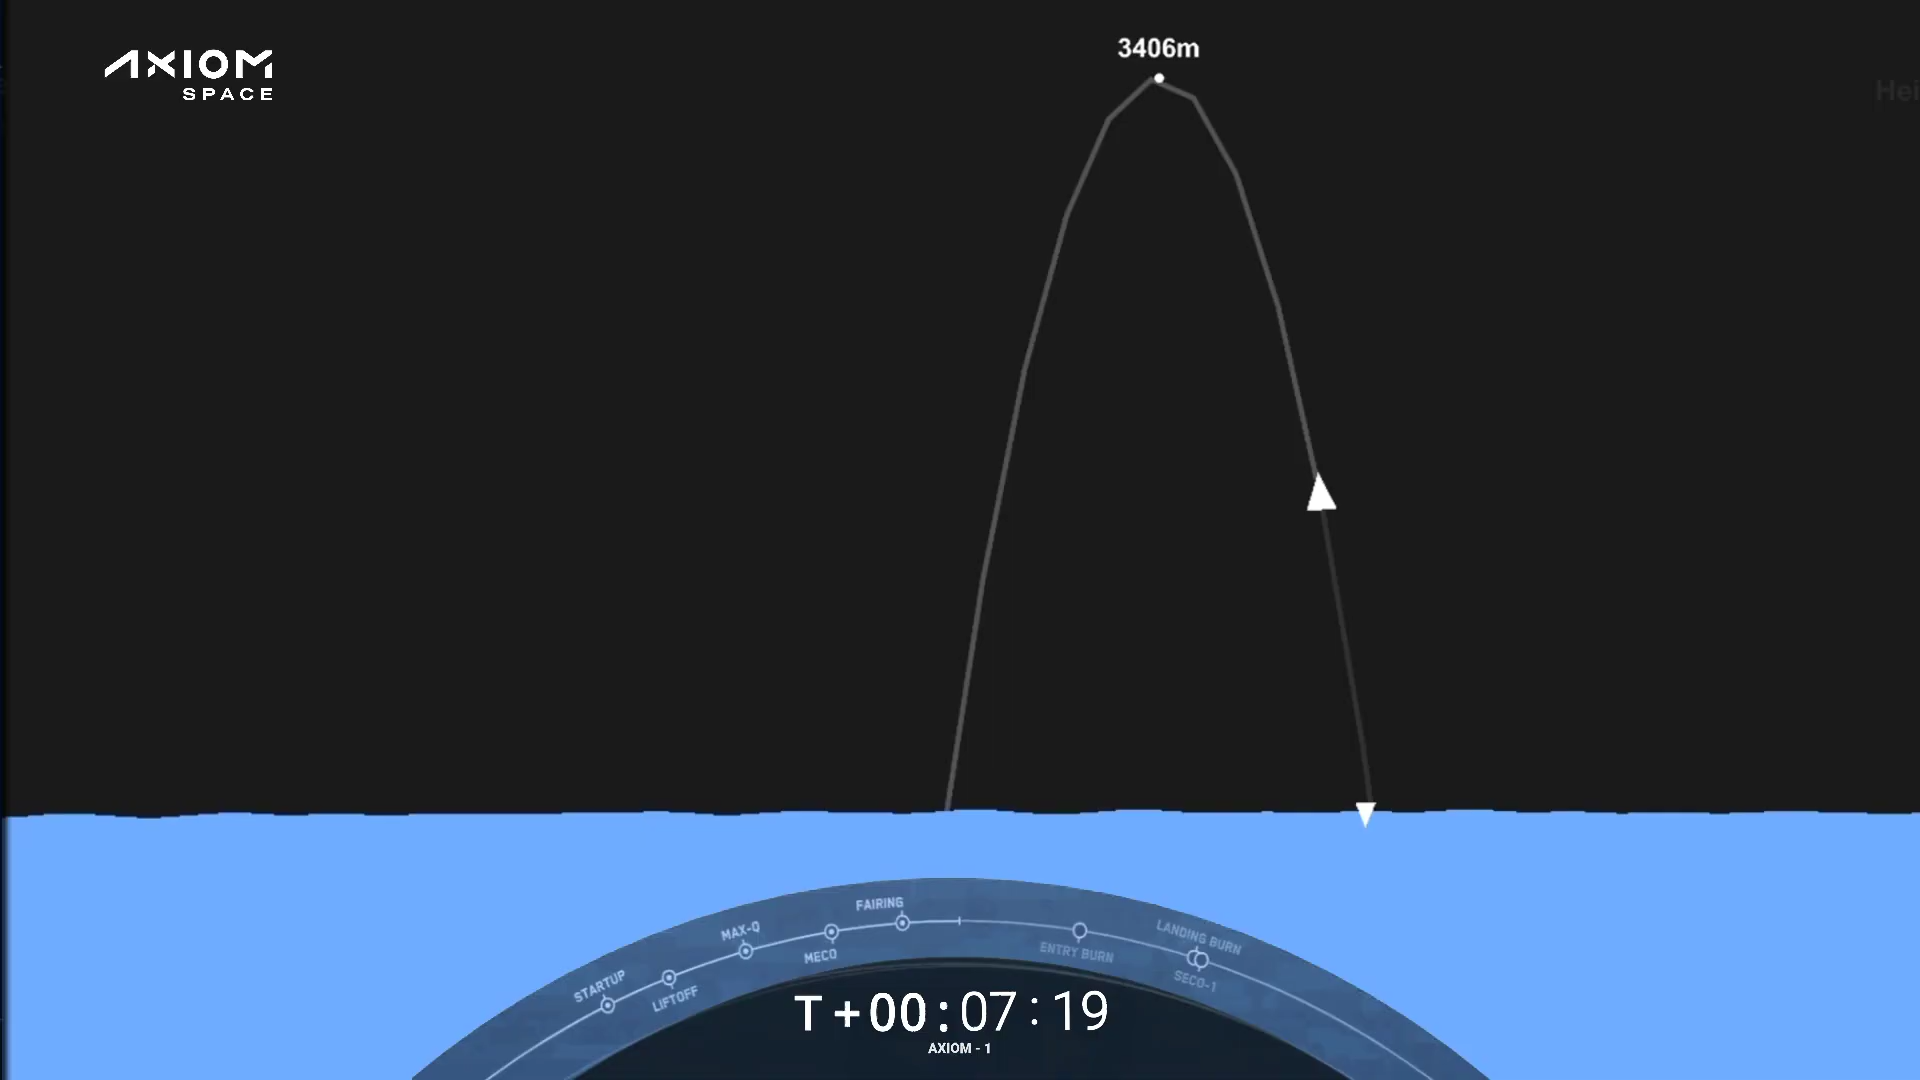 AXIOM
SPACE
3406m
Hei
FAIRING
MAX-Q
MECO
STARTUP
LIFTOFF
ENTRY BURN
LANDING BURN
SECO-1
T+00:07:19
AXIOM - 1